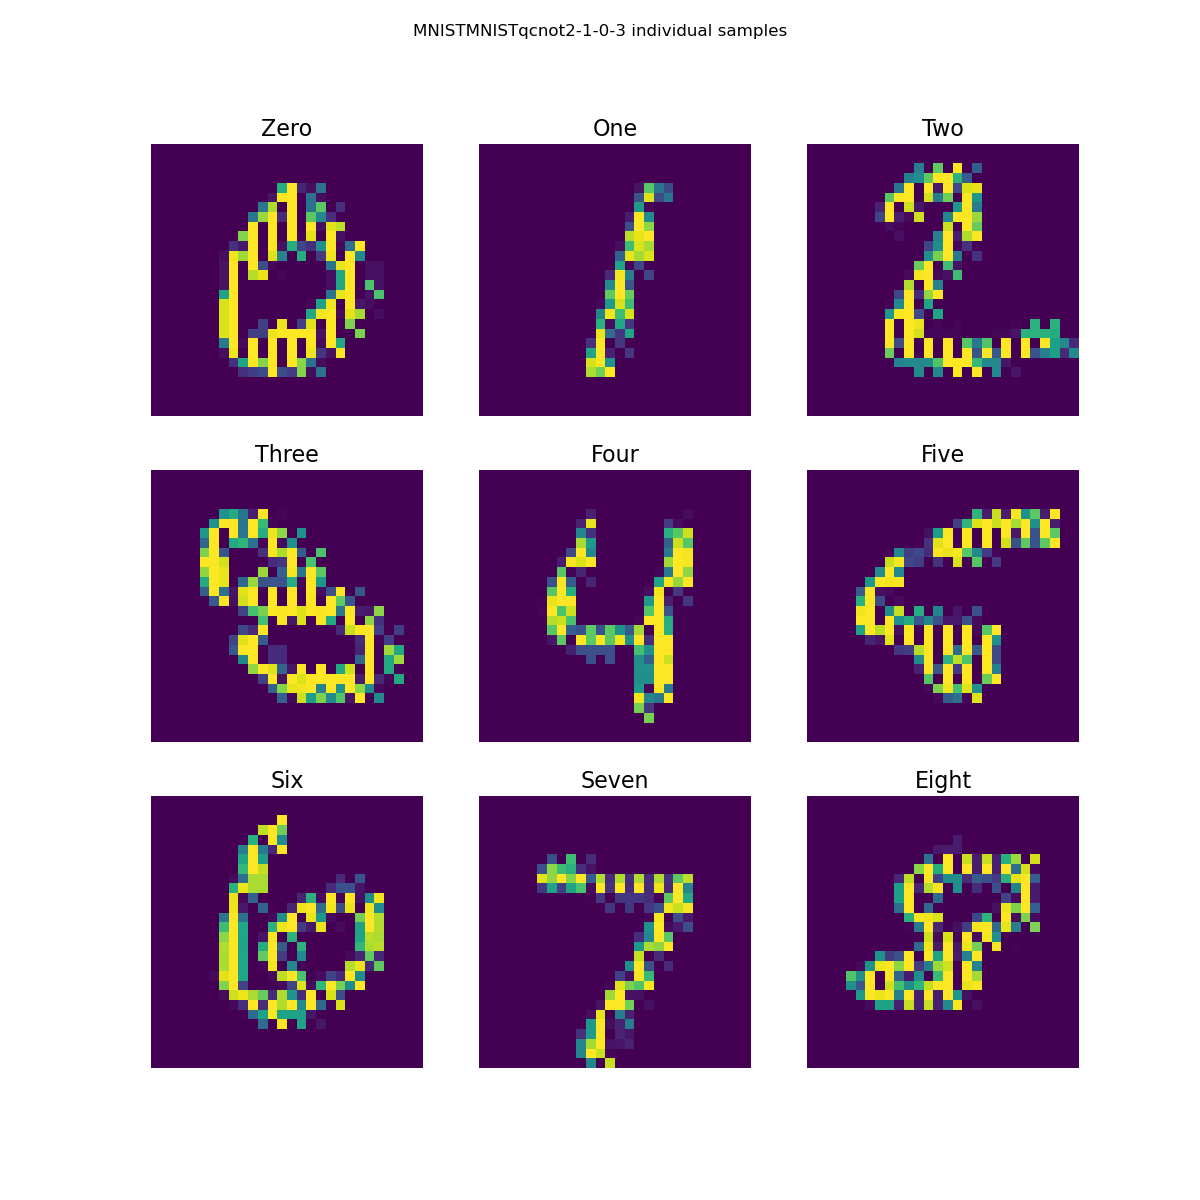 MNISTMNISTqcnot2-1-0-3 individual samples
Zero
One
Two
Three
Four
Five
Six
Seven
Eight